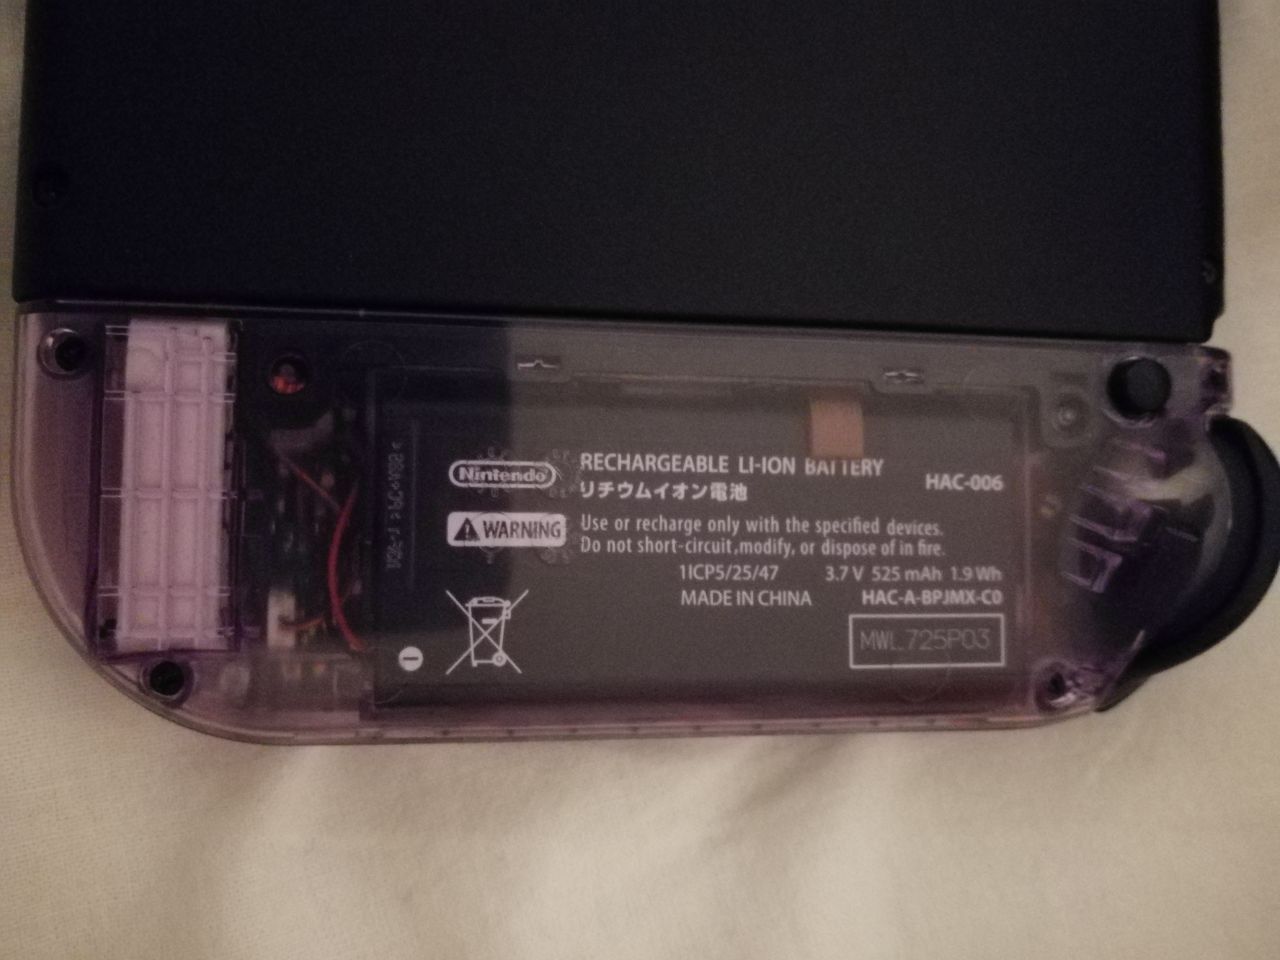 Nintendo
RECHARGEABLE LI-ION BATTERY
リチウムイオン電池
HAC-006
WARNING
Use or recharge only with the specified devices.
Do not short-circuit,modify, or dispose of in fire.
1ICP5/25/47 3.7 V 525 mAh 1.9 Wh
MADE IN CHINA HAC-A-BPJMX-C0
MWL725P03